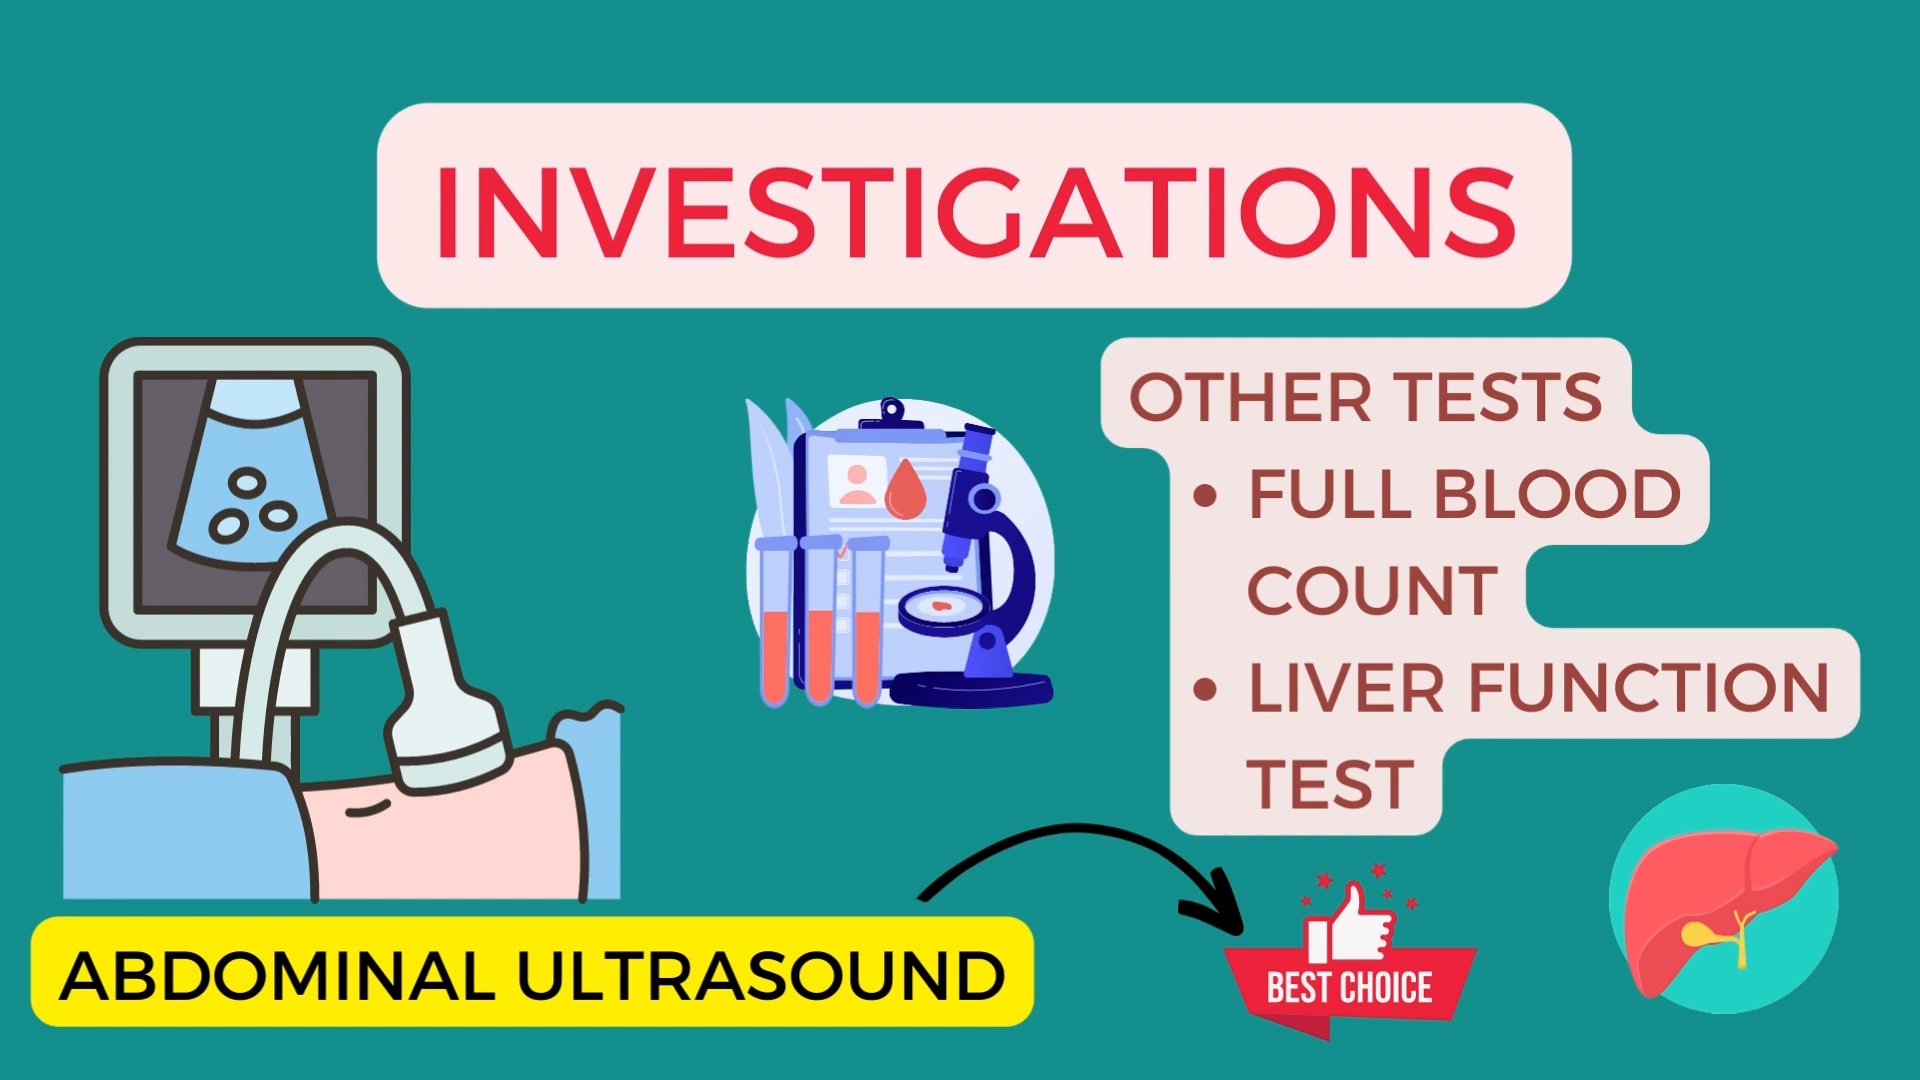 INVESTIGATIONS
OTHER TESTS
• FULL BLOOD
COUNT
• LIVER FUNCTION
TEST
ABDOMINAL ULTRASOUND
BEST CHOICE